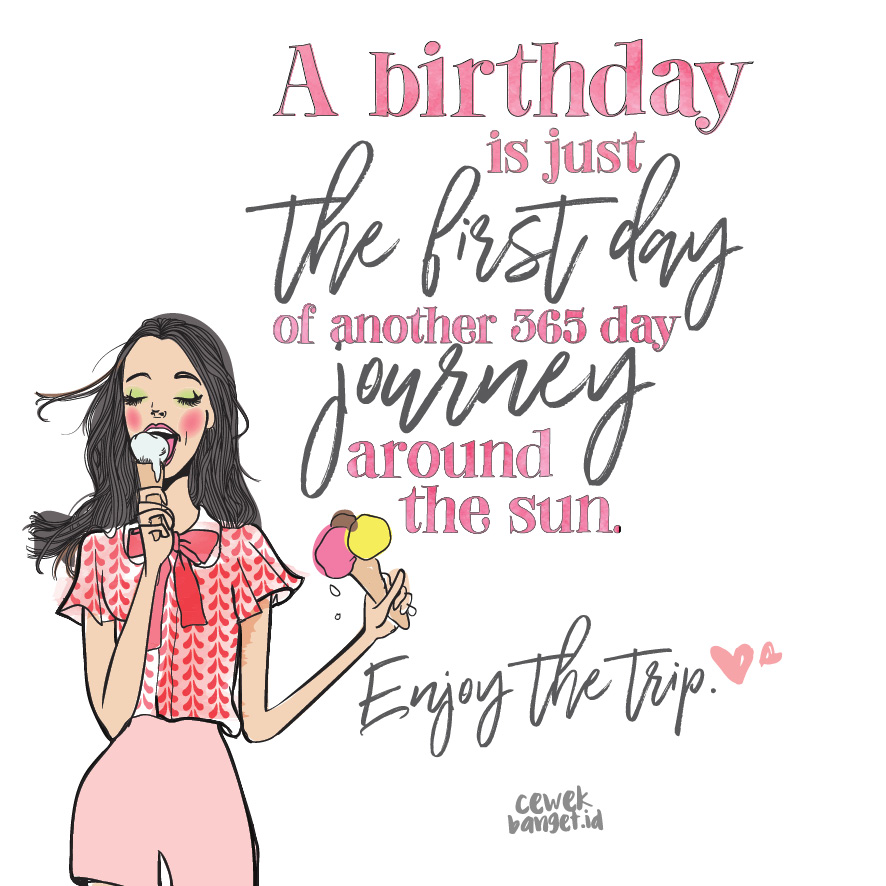 A birthday
is just
the first day
of another 365 day
journey
around
the sun.
Enjoy the trip.
cewek
banget.id